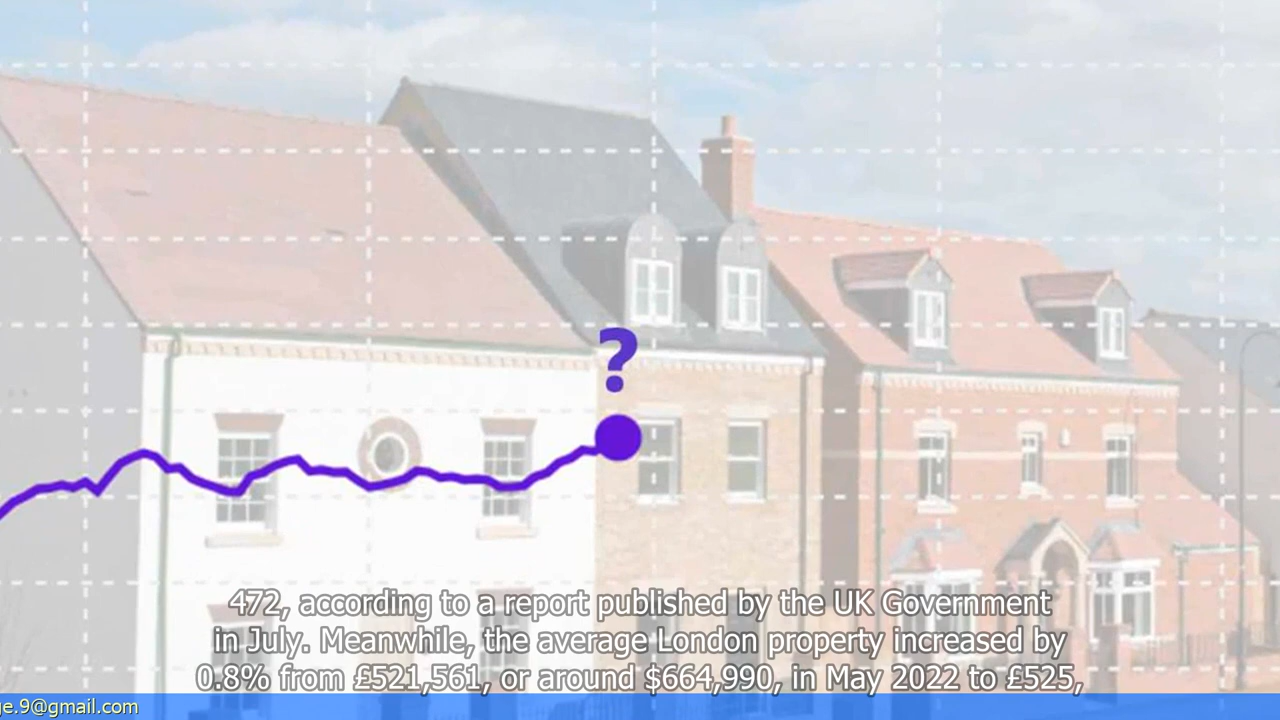 ?
472, according to a report published by the UK Government
in July. Meanwhile, the average London property increased by
0.8% from £521,561, or around $664,990, in May 2022 to £525,
e.9@gmail.com